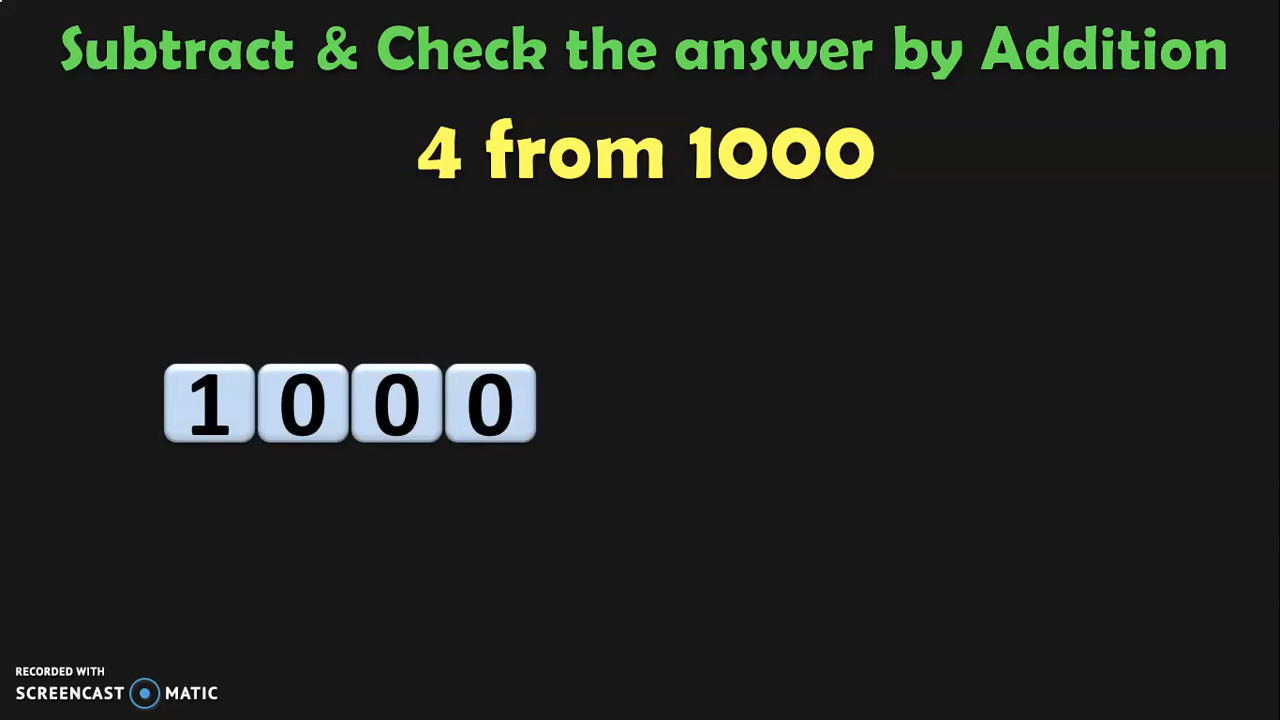 Subtract & Check the answer by Addition
4 from 1000
1000
RECORDED WITH
SCREENCAST MATIC